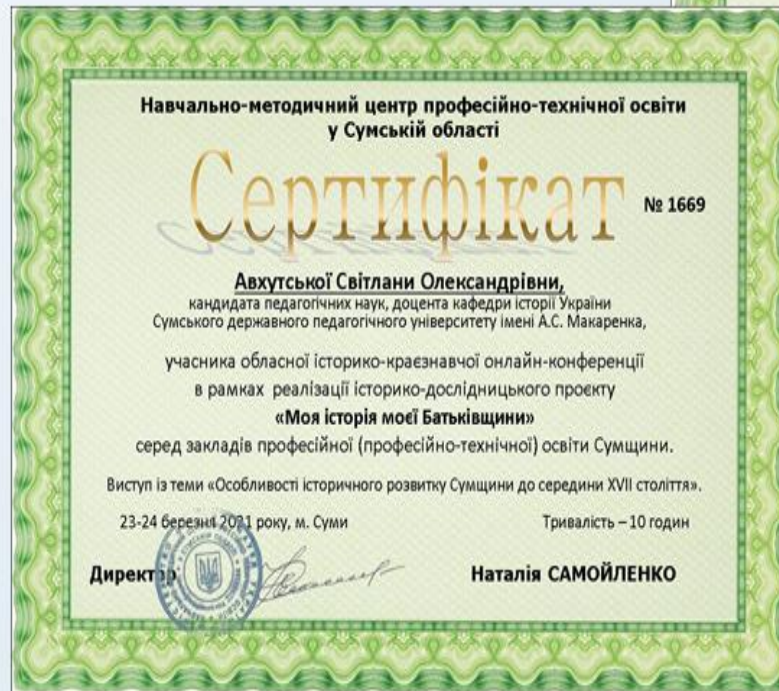 Навчально-методичний центр професійно-технічної освіти
у Сумській області
Сертифікат
№ 1669
Авхутської Світлани Олександрівни,
кандидата педагогічних наук, доцента кафедри історії України
Сумського державного педагогічного університету імені А.С. Макаренка,
учасника обласної історико-краєзнавчої онлайн-конференції
в рамках реалізації історико-дослідницького проєкту
«Моя історія моєї Батьківщини»
серед закладів професійної (професійно-технічної) освіти Сумщини.
Виступ із теми «Особливості історичного розвитку Сумщини до середини XVII століття».
23-24 березня 2021 року, м. Суми
Тривалість – 10 годин
Директор
Наталія САМОЙЛЕНКО